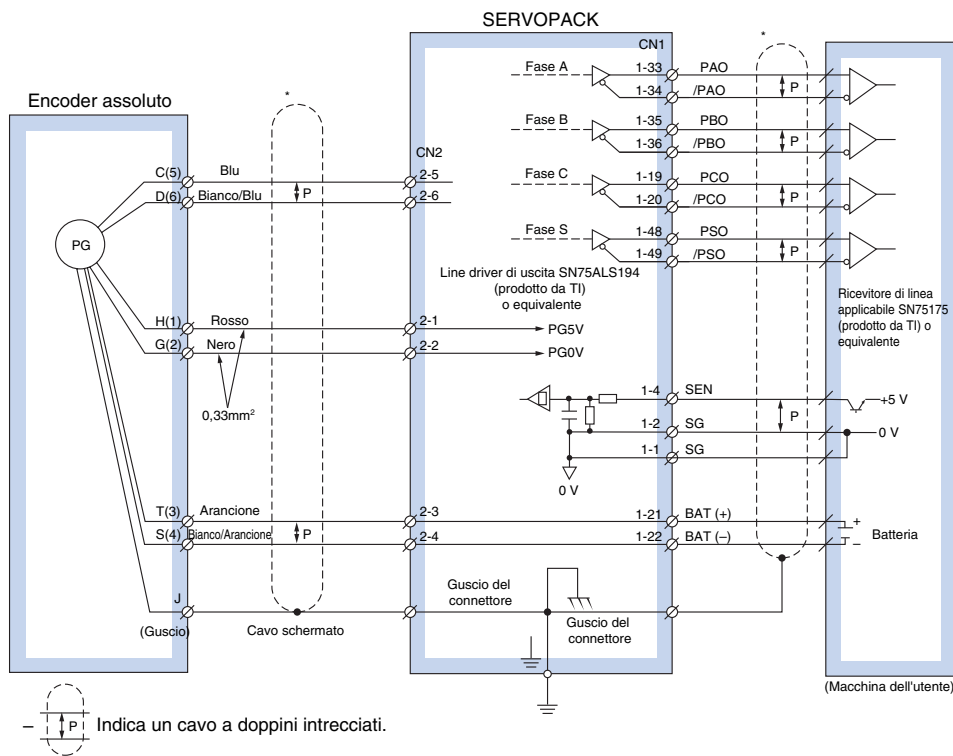 SERVOPACK
CN1
*
Fase A
1-33
PAO
P
1-34
/PAO
Encoder assoluto
*
Fase B
1-35
PBO
P
1-36
/PBO
CN2
C(5)
Blu
2-5
P
D(6)
Bianco/Blu
2-6
Fase C
1-19
PCO
P
1-20
/PCO
PG
Fase S
1-48
PSO
P
1-49
/PSO
Line driver di uscita SN75ALS194
(prodotto da TI)
o equivalente
Ricevitore di linea
applicabile SN75175
(prodotto da TI) o
equivalente
H(1)
Rosso
2-1
PG5V
G(2)
Nero
2-2
PG0V
0,33mm²
1-4
SEN
+5 V
P
1-2
SG
0 V
1-1
SG
0 V
T(3)
Arancione
2-3
1-21
BAT (+)
+
P
Batteria
S(4)
Bianco/Arancione
2-4
1-22
BAT (–)
–
J
(Guscio)
Cavo schermato
Guscio del
connettore
Guscio del
connettore
(Macchina dell'utente)
– P Indica un cavo a doppini intrecciati.